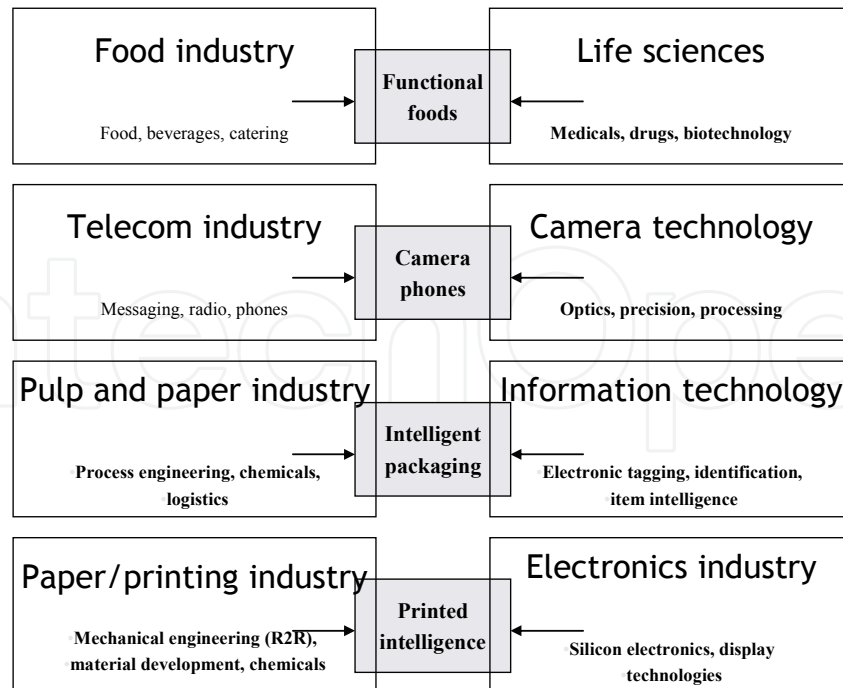 Food industry
Food, beverages, catering
Functional
foods
Life sciences
Medicals, drugs, biotechnology
Telecom industry
Messaging, radio, phones
Camera
phones
Camera technology
Optics, precision, processing
Pulp and paper industry
Process engineering, chemicals,
logistics
Intelligent
packaging
Information technology
Electronic tagging, identification,
item intelligence
Paper/printing industry
Mechanical engineering (R2R),
material development, chemicals
Printed
intelligence
Electronics industry
Silicon electronics, display
technologies